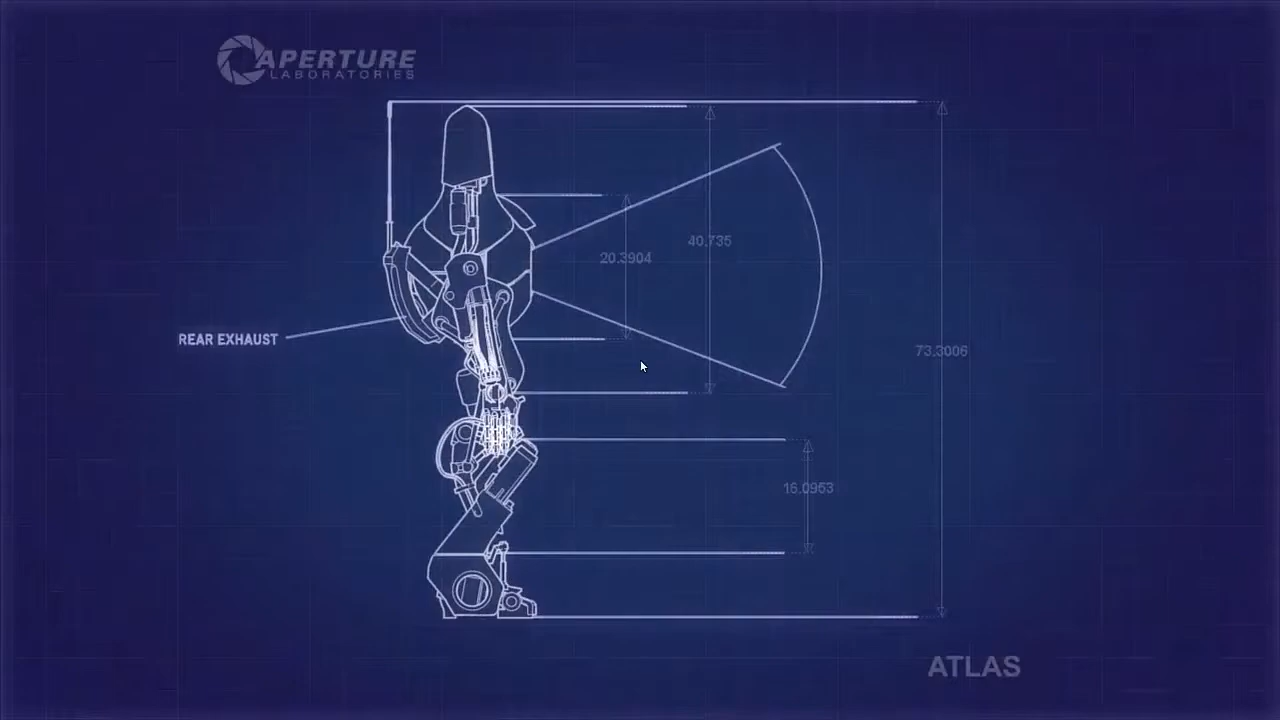 APERTURE
LABORATORIES
40.735
20.3904
REAR EXHAUST
73.3006
16.0953
ATLAS